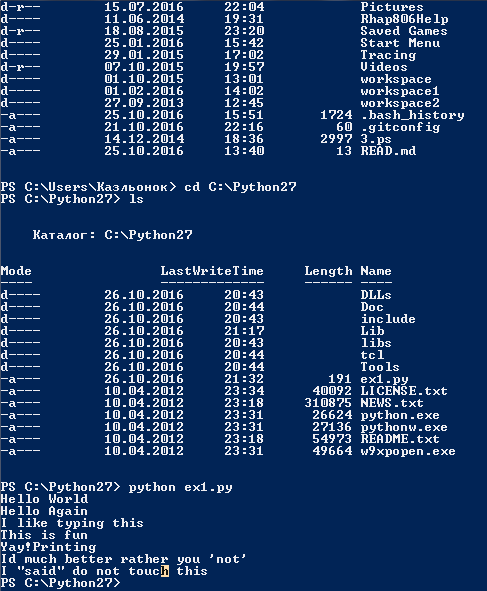 d-r-- 15.07.2016 22:04 Pictures
d---- 11.06.2014 19:31 Rhap806Help
d-r-- 18.08.2015 23:20 Saved Games
d---- 25.01.2016 15:42 Start Menu
d---- 29.01.2015 17:02 Tracing
d-r-- 07.10.2015 19:57 Videos
d---- 01.10.2015 13:01 workspace
d---- 01.02.2016 14:02 workspace1
d---- 27.09.2013 12:45 workspace2
-a--- 25.10.2016 15:51 1724 .bash_history
-a--- 21.10.2016 22:16 60 .gitconfig
-a--- 14.12.2014 18:36 2997 3.ps
-a--- 25.10.2016 13:40 13 READ.md
PS C:\Users\Казльонок> cd C:\Python27
PS C:\Python27> ls
Каталог: C:\Python27
Mode LastWriteTime Length Name
---- ------------- ------ ----
d---- 26.10.2016 20:43 DLLs
d---- 26.10.2016 20:44 Doc
d---- 26.10.2016 20:43 include
d---- 26.10.2016 21:17 Lib
d---- 26.10.2016 20:43 libs
d---- 26.10.2016 20:44 tcl
d---- 26.10.2016 20:44 Tools
-a--- 26.10.2016 21:32 191 ex1.py
-a--- 10.04.2012 23:34 40092 LICENSE.txt
-a--- 10.04.2012 23:18 310875 NEWS.txt
-a--- 10.04.2012 23:31 26624 python.exe
-a--- 10.04.2012 23:31 27136 pythonw.exe
-a--- 10.04.2012 23:18 54973 README.txt
-a--- 10.04.2012 23:31 49664 w9xpopen.exe
PS C:\Python27> python ex1.py
Hello World
Hello Again
I like typing this
This is fun
Yay!Printing
Id much better rather you 'not'
I "said" do not touch this
PS C:\Python27>